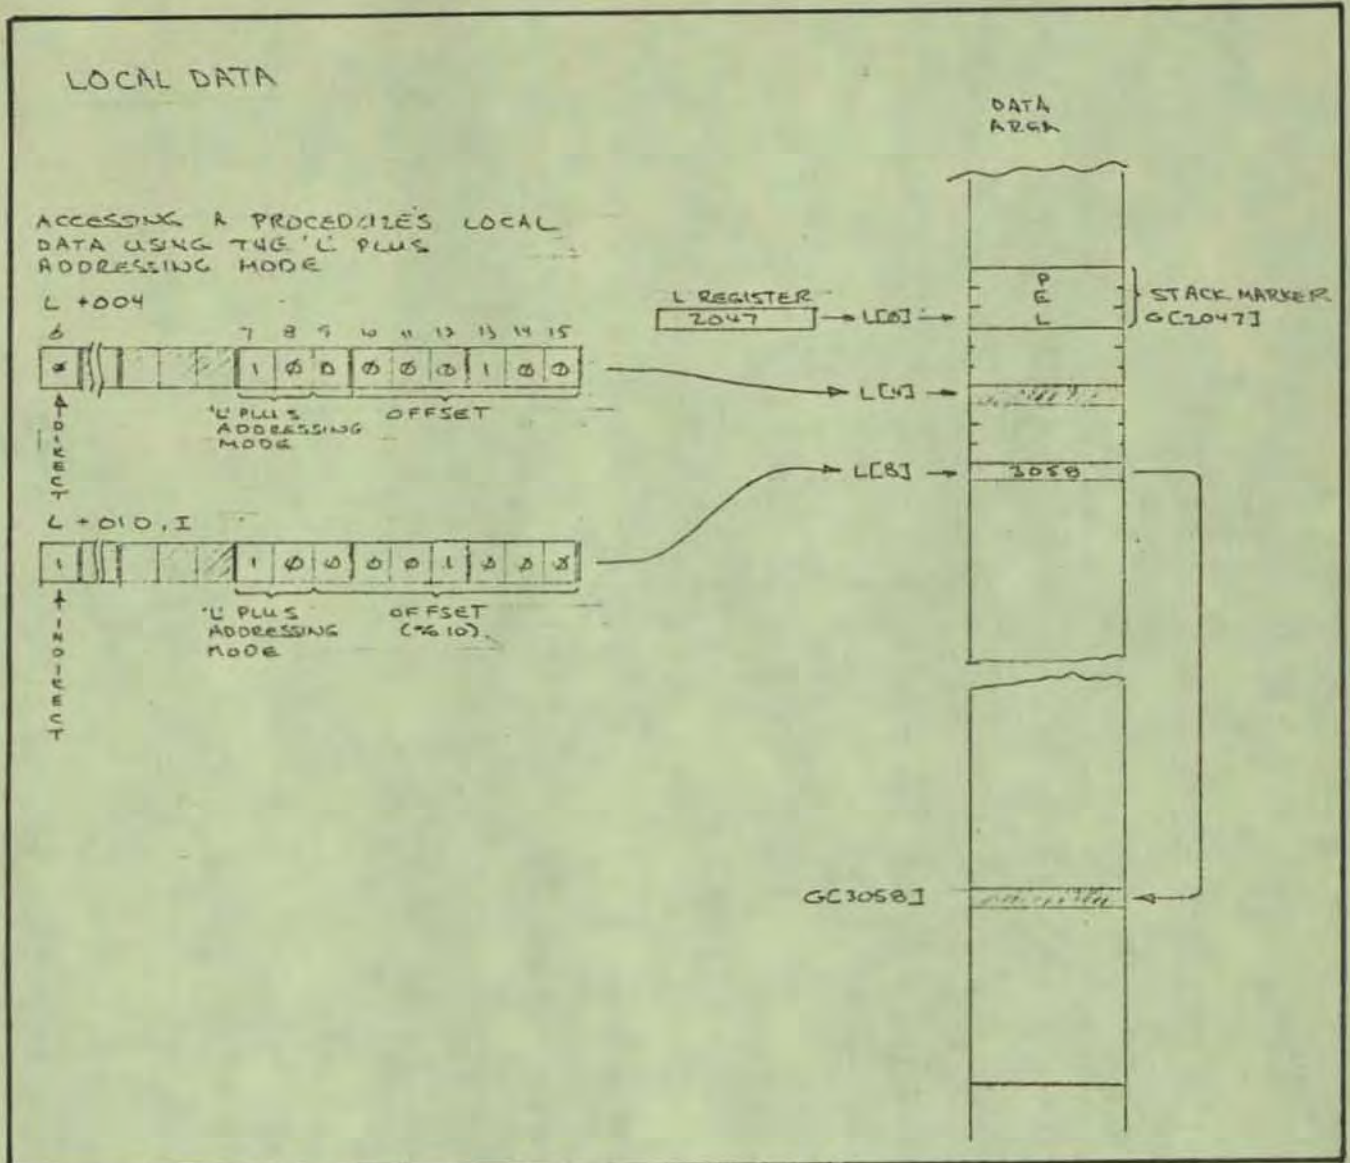 LOCAL DATA
DATA
AREA
ACCESSING A PROCEDURE'S LOCAL
DATA USING THE 'L' PLUS
ADDRESSING MODE
L +004
L REGISTER
2047
L[0]
P
E
L
STACK MARKER
G[2047]
0 7 8 9 10 11 12 13 14 15
0 1 0 0 0 0 0 1 0 0
'L' PLUS
ADDRESSING
MODE
OFFSET
DIRECT
L[4]
L[8]
3058
L +010,I
1 1 0 0 0 0 1 0 0 0
'L' PLUS
ADDRESSING
MODE
OFFSET
(%10)
INDIRECT
G[3058]